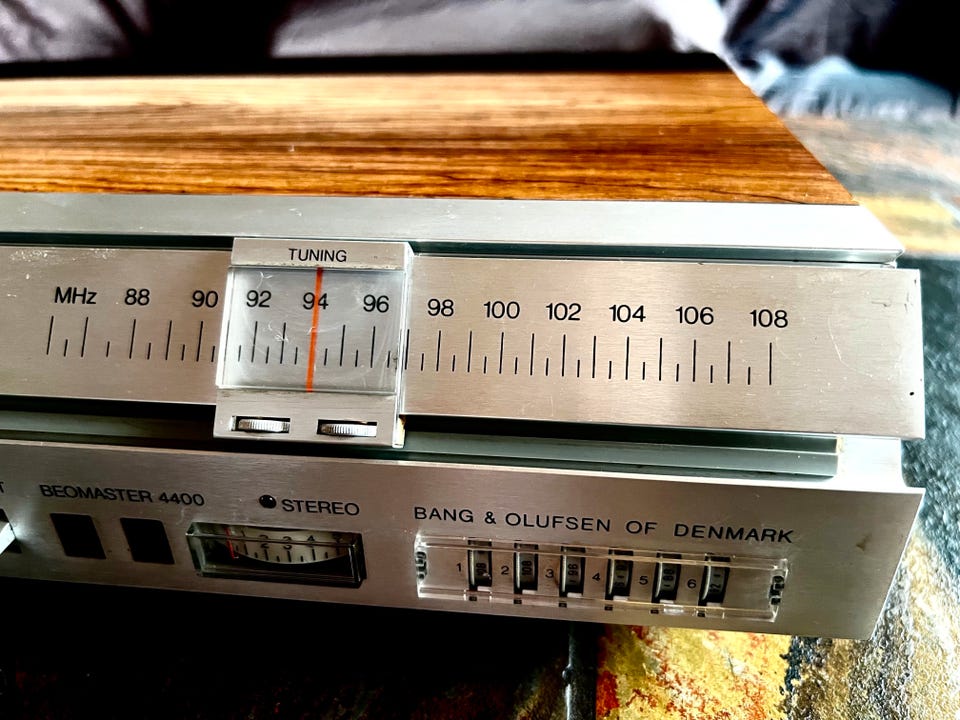 TUNING
MHz 88 90 92 94 96 98 100 102 104 106 108
BEOMASTER 4400
STEREO
BANG & OLUFSEN OF DENMARK
1 2 3 4 5 6